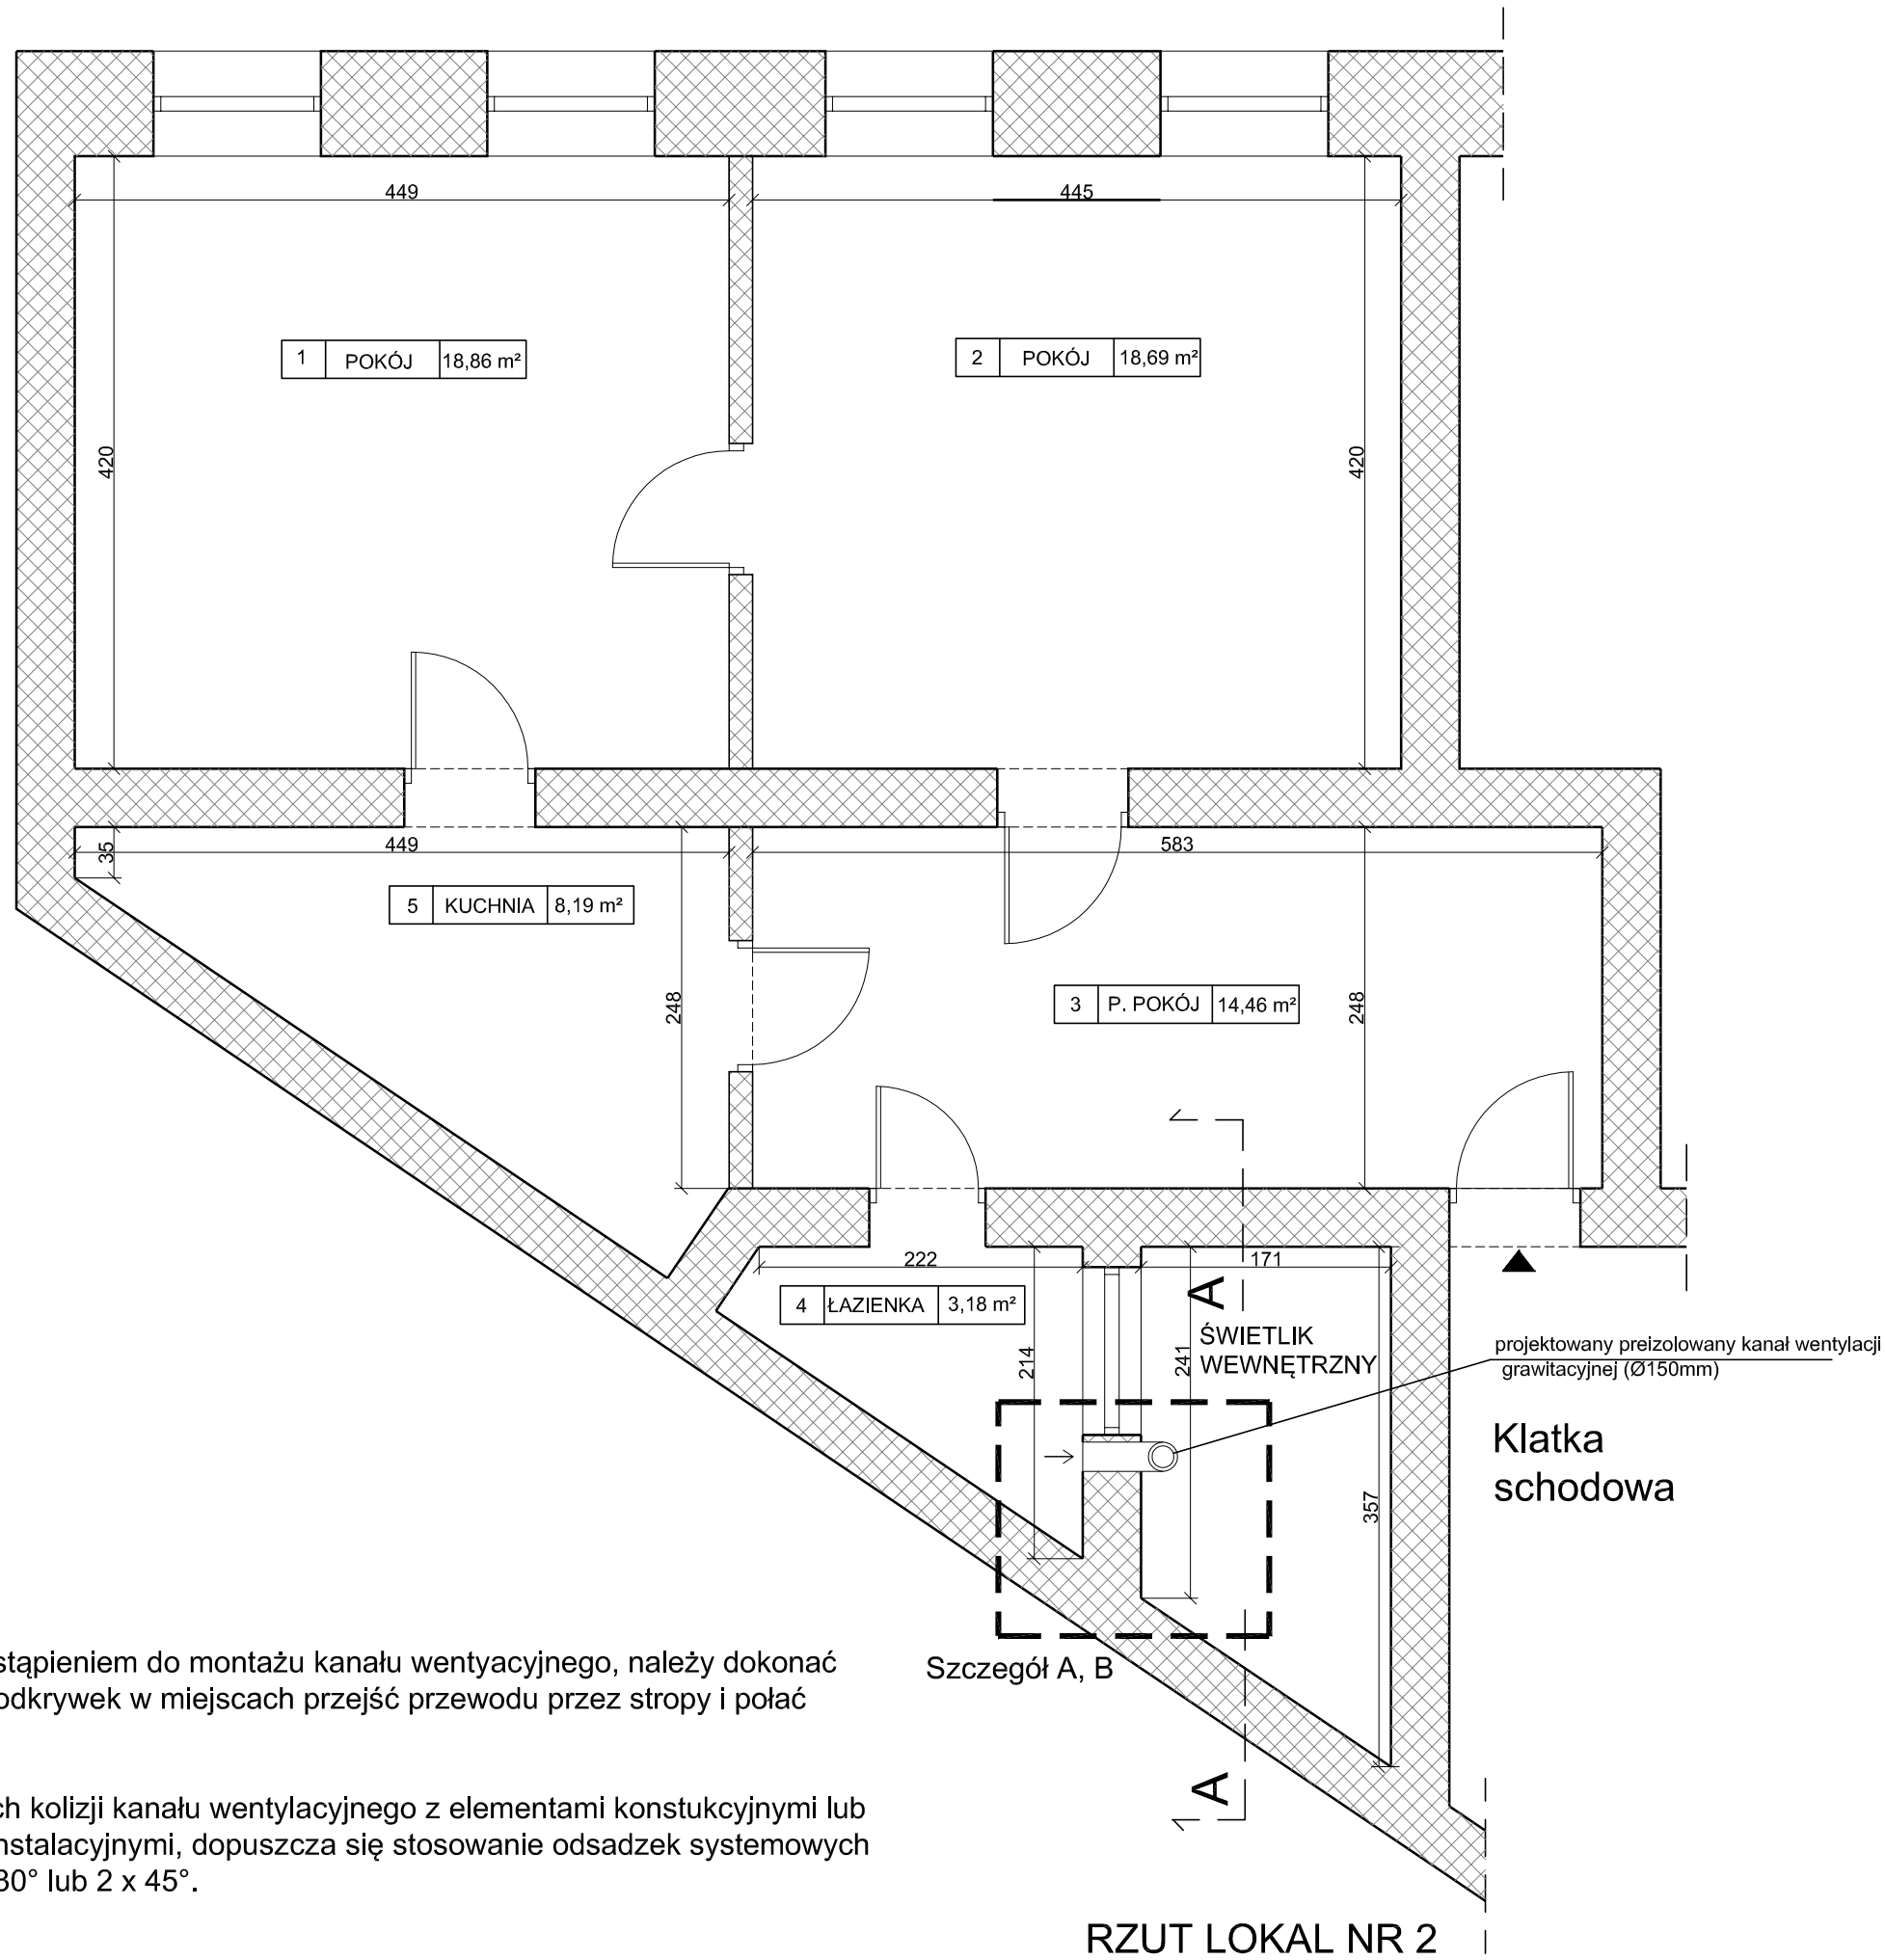 449
445
1 POKÓJ 18,86 m²
2 POKÓJ 18,69 m²
420
420
35
449
583
5 KUCHNIA 8,19 m²
248
3 P. POKÓJ 14,46 m²
248
222
171
4 ŁAZIENKA 3,18 m²
A
214
241
ŚWIETLIK
WEWNĘTRZNY
projektowany preizolowany kanał wentylacji
grawitacyjnej (Ø150mm)
Klatka
schodowa
357
Szczegół A, B
A
stąpieniem do montażu kanału wentyacyjnego, należy dokonać
odkrywek w miejscach przejść przewodu przez stropy i połać
ch kolizji kanału wentylacyjnego z elementami konstukcyjnymi lub
nstalacyjnymi, dopuszcza się stosowanie odsadzek systemowych
30° lub 2 x 45°.
RZUT LOKAL NR 2